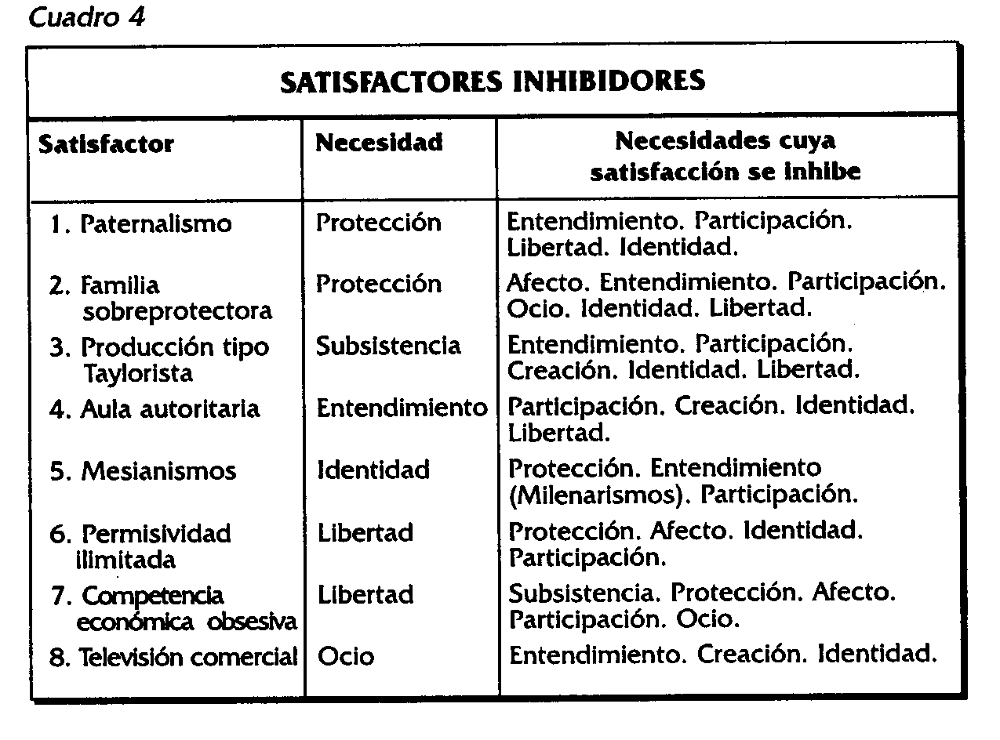 Cuadro 4
SATISFACTORES INHIBIDORES
Satisfactor Necesidad Necesidades cuya
satisfacción se inhibe
1. Paternalismo Protección Entendimiento. Participación.
Libertad. Identidad.
2. Familia Protección Afecto. Entendimiento. Participación.
sobreprotectora Ocio. Identidad. Libertad.
3. Producción tipo Subsistencia Entendimiento. Participación.
Taylorista Creación. Identidad. Libertad.
4. Aula autoritaria Entendimiento Participación. Creación. Identidad.
Libertad.
5. Mesianismos Identidad Protección. Entendimiento
(Milenarismos). Participación.
6. Permisividad Libertad Protección. Afecto. Identidad.
ilimitada Participación.
7. Competencia Libertad Subsistencia. Protección. Afecto.
económica obsesiva Participación. Ocio.
8. Televisión comercial Ocio Entendimiento. Creación. Identidad.